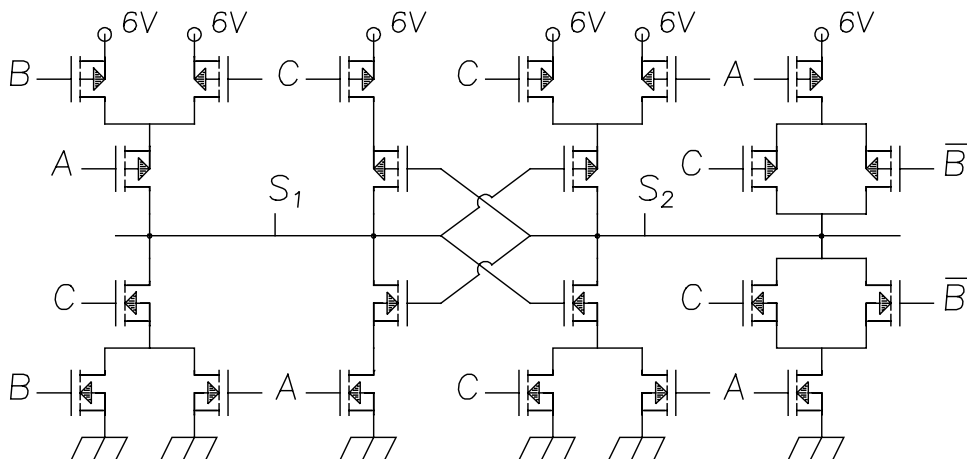 6V 6V 6V 6V 6V 6V
B C C A
A C B̅
S1 S2
C C B̅
B A C A